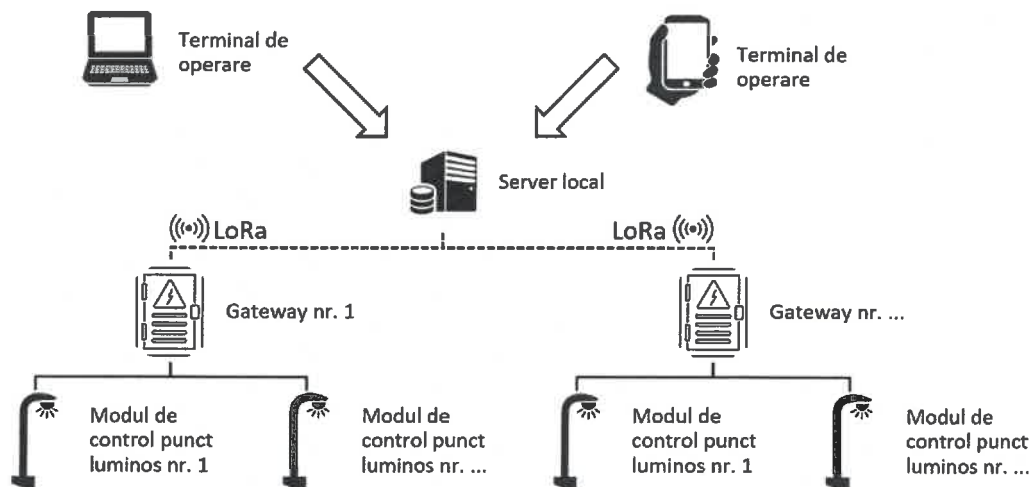 Terminal de
operare
Terminal de
operare
Server local
LoRa
LoRa
Gateway nr. 1
Gateway nr. ...
Modul de
control punct
luminos nr. 1
Modul de
control punct
luminos nr. ...
Modul de
control punct
luminos nr. 1
Modul de
control punct
luminos nr. ...